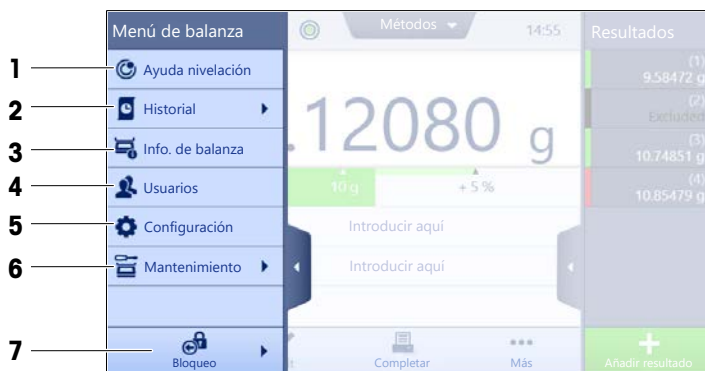 Menú de balanza
Métodos
14:55
Resultados
1
Ayuda nivelación
2
Historial
3
Info. de balanza
4
Usuarios
5
Configuración
6
Mantenimiento
7
Bloqueo
.12080 g
10 g
+ 5 %
Introducir aquí
Introducir aquí
Completar
Más
(1)
9.58472 g
(2)
Excluded
(3)
10.74851 g
(4)
10.85479 g
Añadir resultado